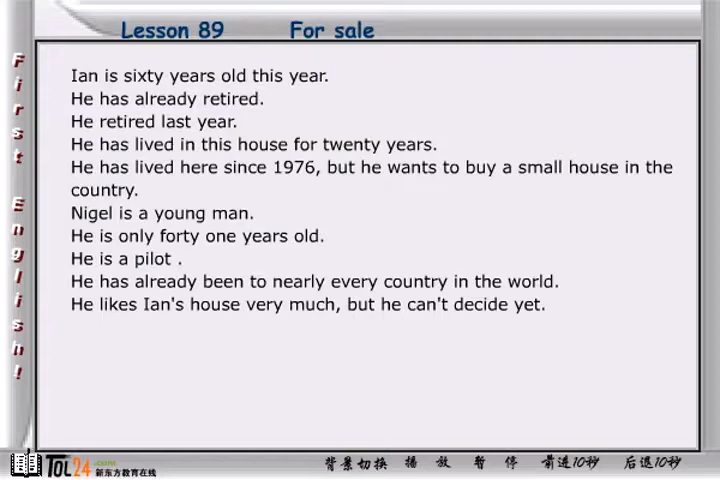 Lesson 89 For sale
First English!
Ian is sixty years old this year.
He has already retired.
He retired last year.
He has lived in this house for twenty years.
He has lived here since 1976, but he wants to buy a small house in the
country.
Nigel is a young man.
He is only forty one years old.
He is a pilot .
He has already been to nearly every country in the world.
He likes Ian's house very much, but he can't decide yet.
TOL24.com 新东方教育在线
背景切换 播放 暂停 前进10秒 后退10秒